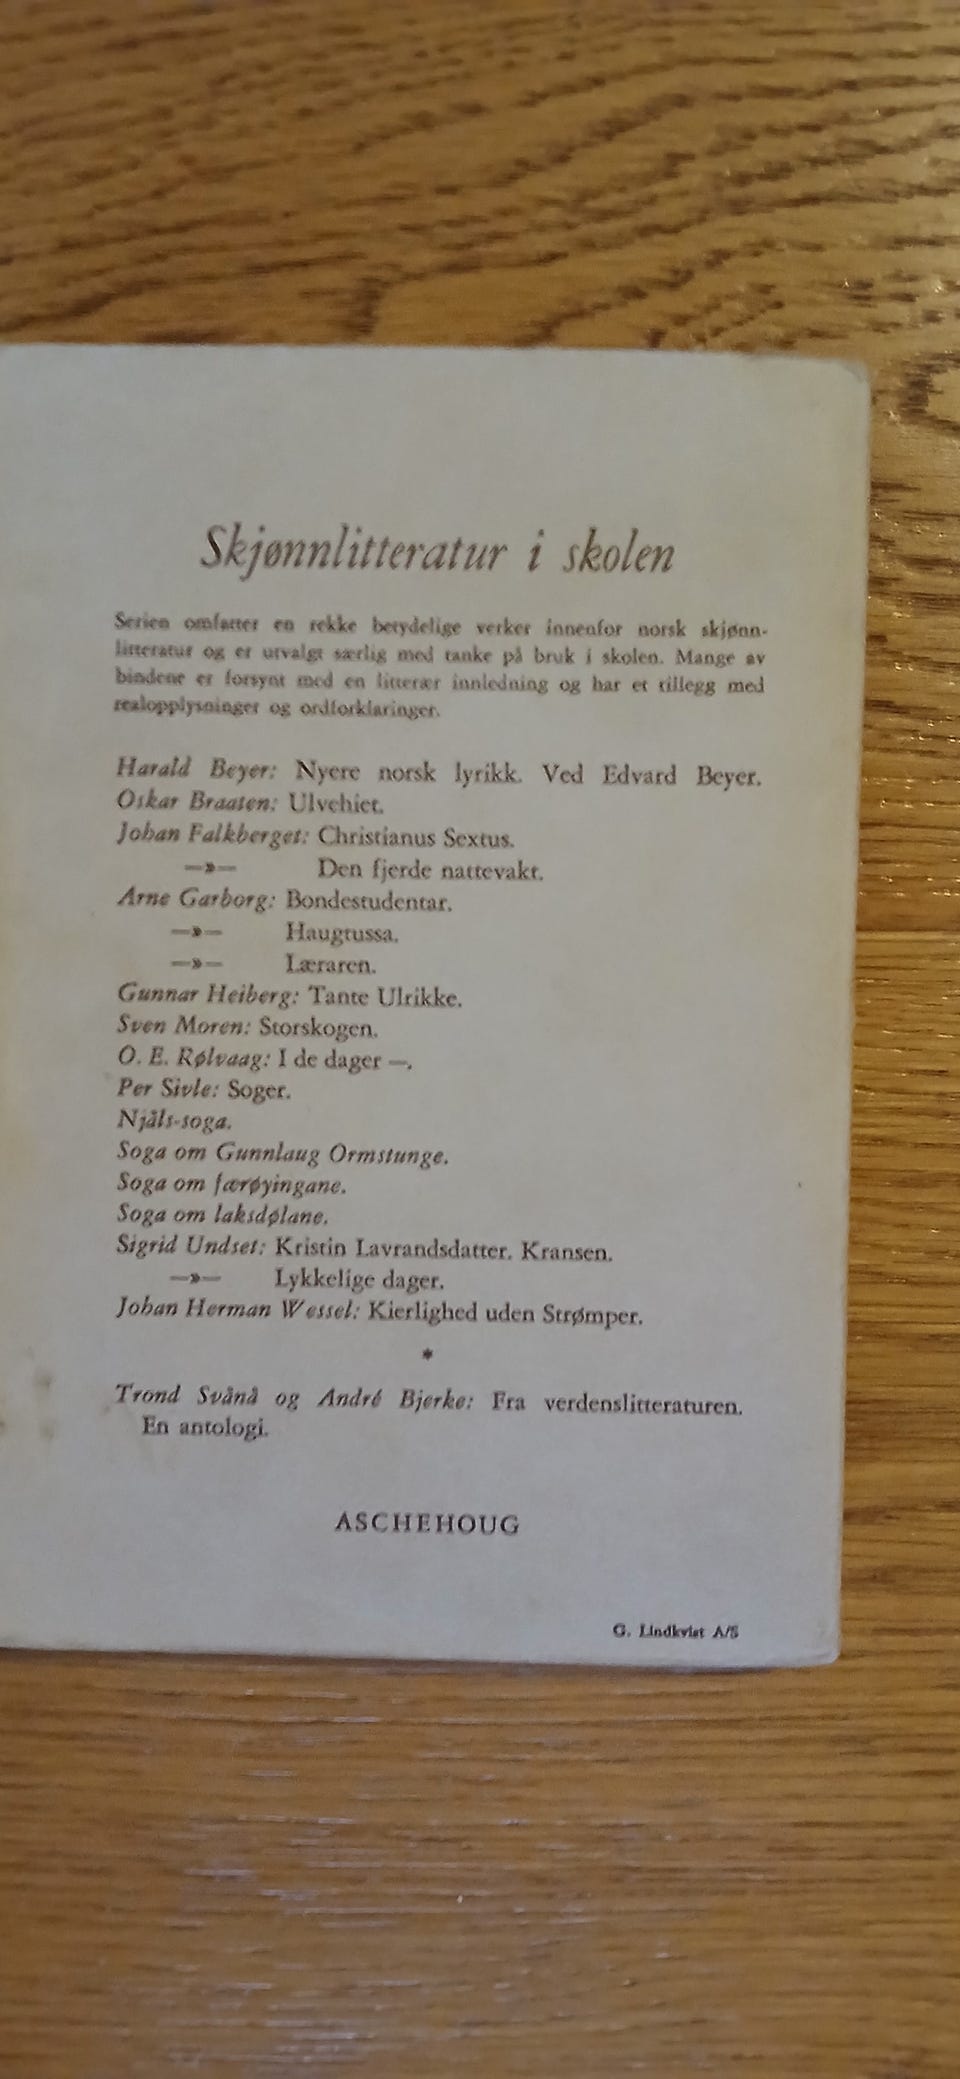 Skjønnlitteratur i skolen
Serien omfatter en rekke betydelige verker innenfor norsk skjønn-
litteratur og er utvalgt særlig med tanke på bruk i skolen. Mange av
bindene er forsynt med en litterær innledning og har et tillegg med
realopplysninger og ordforklaringer.
Harald Beyer: Nyere norsk lyrikk. Ved Edvard Beyer.
Oskar Braaten: Ulvehiet.
Johan Falkberget: Christianus Sextus.
—»— Den fjerde nattevakt.
Arne Garborg: Bondestudentar.
—»— Haugtussa.
—»— Læraren.
Gunnar Heiberg: Tante Ulrikke.
Sven Moren: Storskogen.
O. E. Rølvaag: I de dager —.
Per Sivle: Soger.
Njåls-soga.
Soga om Gunnlaug Ormstunge.
Soga om færøyingane.
Soga om laksdølane.
Sigrid Undset: Kristin Lavrandsdatter. Kransen.
—»— Lykkelige dager.
Johan Herman Wessel: Kierlighed uden Strømper.
*
Trond Svånå og André Bjerke: Fra verdenslitteraturen.
En antologi.
ASCHEHOUG
G. Lindkvist A/S